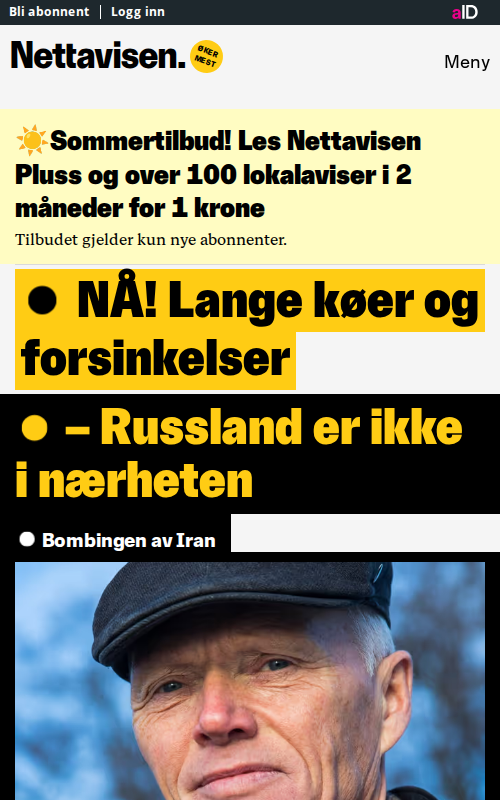 Bli abonnent | Logg inn
aID
Nettavisen.
ØKER
MEST
Meny
☀️Sommertilbud! Les Nettavisen
Pluss og over 100 lokalaviser i 2
måneder for 1 krone
Tilbudet gjelder kun nye abonnenter.
NÅ! Lange køer og
forsinkelser
– Russland er ikke
i nærheten
Bombingen av Iran